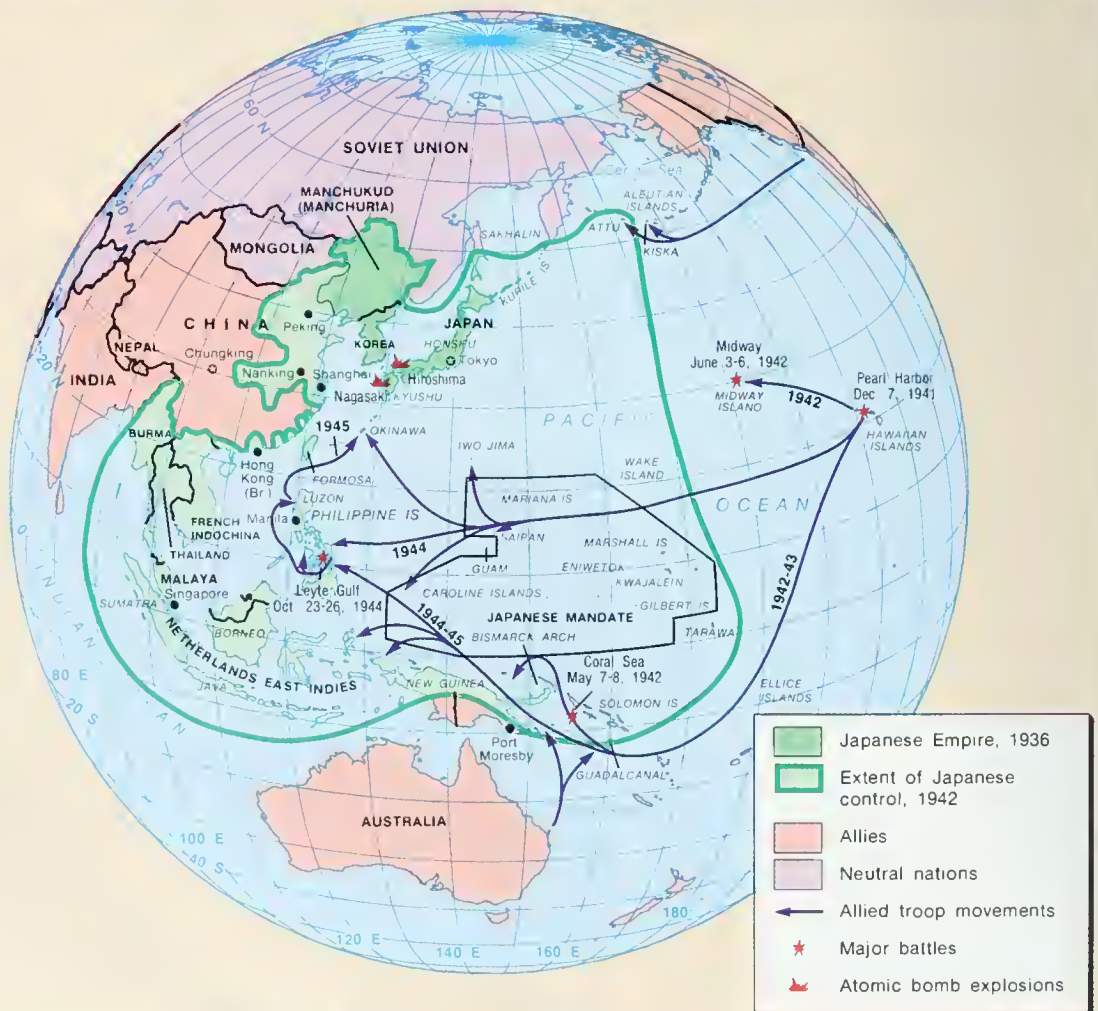 60 N
SOVIET UNION
Bering Sea
ALEUTIAN
ISLANDS
MANCHUKUD
(MANCHURIA)
40 N
SAKHALIN
ATTU
KISKA
MONGOLIA
KURILE IS
CHINA
Peking
JAPAN
HONSHU
Tokyo
KOREA
20 N
NEPAL
Chungking
Nanking
Shanghai
Hiroshima
Nagasaki
KYUSHU
INDIA
Midway
June 3-6, 1942
MIDWAY
ISLAND
1942
Pearl Harbor
Dec 7, 1941
HAWAIIAN
ISLANDS
PACIFIC
OCEAN
BURMA
1945
OKINAWA
IWO JIMA
WAKE
ISLAND
Hong
Kong
(Br)
FORMOSA
LUZON
MARIANA IS
Manila
PHILIPPINE IS
FRENCH
INDOCHINA
SAIPAN
MARSHALL IS
THAILAND
1944
GUAM
ENIWETOK
KWAJALEIN
MALAYA
Singapore
Leyte Gulf
Oct 23-26, 1944
CAROLINE ISLANDS
GILBERT IS
JAPANESE MANDATE
1942-43
SUMATRA
0
INDIAN
BORNEO
1944-45
BISMARCK ARCH
TARAWA
NETHERLANDS EAST INDIES
Coral Sea
May 7-8, 1942
NEW GUINEA
SOLOMON IS
ELLICE
ISLANDS
JAVA
80 E
20 S
Port
Moresby
GUADALCANAL
AUSTRALIA
100 E
40 S
120 E
140 E
160 E
180
Japanese Empire, 1936
Extent of Japanese
control, 1942
Allies
Neutral nations
Allied troop movements
Major battles
Atomic bomb explosions